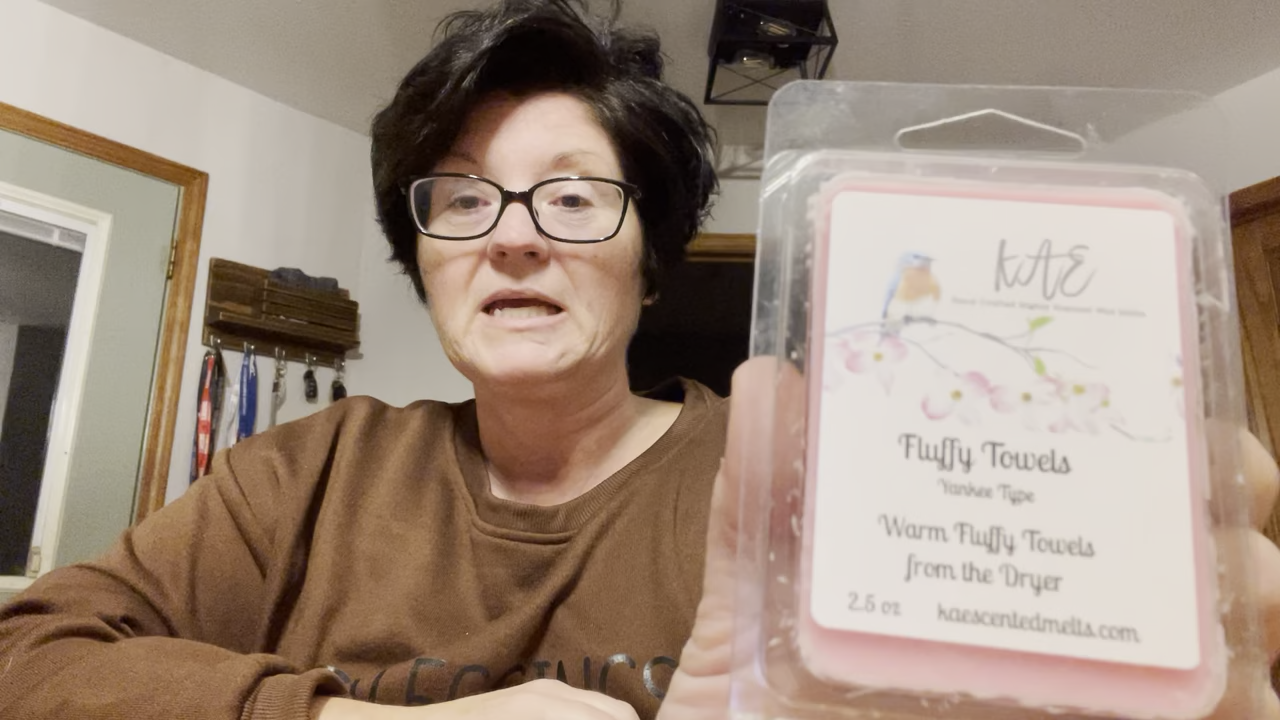 KAE
Fluffy Towels
Yankee Type
Warm Fluffy Towels
from the Dryer
2.5 oz kaescentedmelts.com